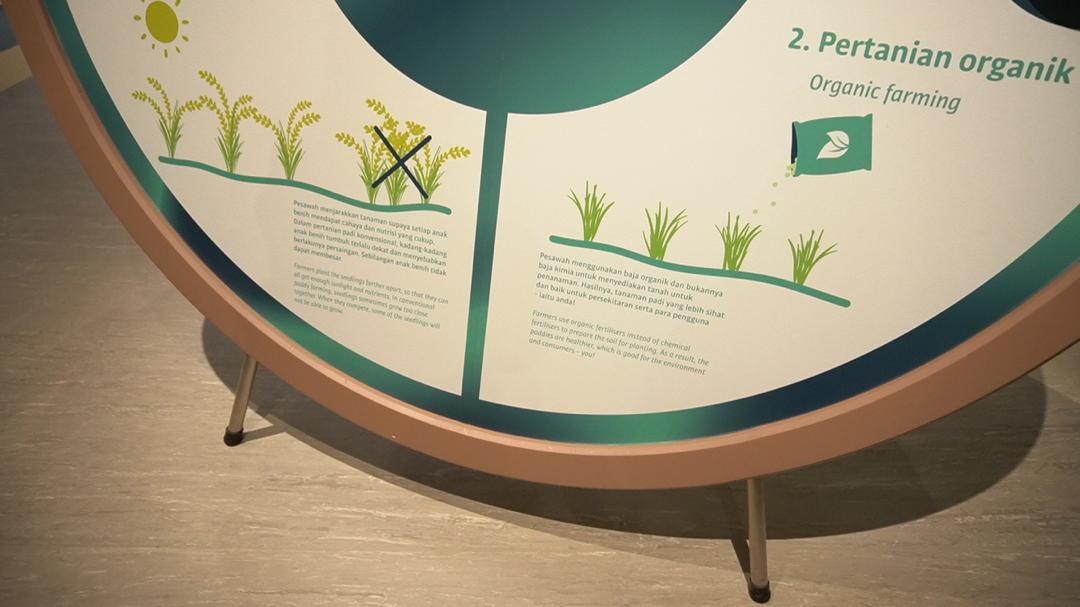 2. Pertanian organik
Organic farming
Pesawah menjarakkan tanaman supaya setiap anak
benih mendapat cahaya dan nutrisi yang cukup.
Dalam pertanian padi konvensional, kadang-kadang
anak benih tumbuh terlalu dekat dan menyebabkan
berlakunya persaingan. Sebilangan anak benih tidak
dapat membesar.
Farmers plant the seedlings farther apart, so that they can
all get enough sunlight and nutrients. In conventional
paddy farming, seedlings sometimes grow too close
together. When they compete, some of the seedlings will
not be able to grow.
Pesawah menggunakan baja organik dan bukannya
baja kimia untuk menyediakan tanah untuk
penanaman. Hasilnya, tanaman padi yang lebih sihat
dan baik untuk persekitaran serta para pengguna
- iaitu anda!
Farmers use organic fertilisers instead of chemical
fertilisers to prepare the soil for planting. As a result, the
paddies are healthier, which is good for the environment
and consumers – you!